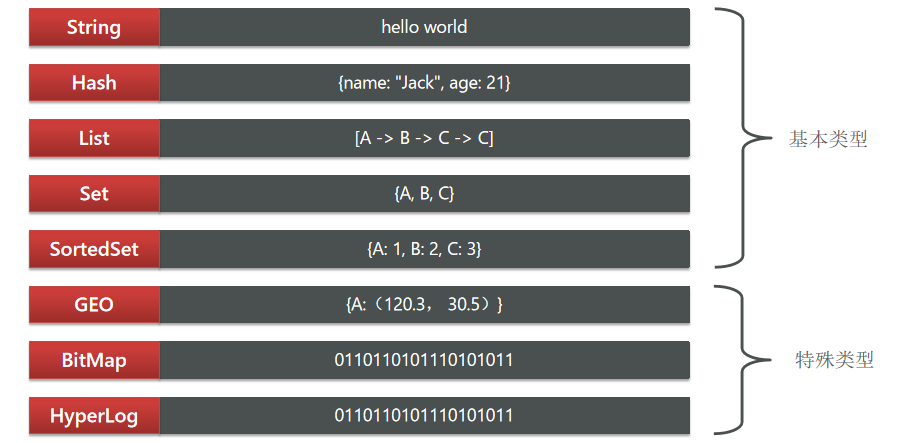 String hello world
Hash {name: "Jack", age: 21}
List [A -> B -> C -> C]
基本类型
Set {A, B, C}
SortedSet {A: 1, B: 2, C: 3}
GEO {A:（120.3， 30.5）}
BitMap 0110110101110101011
特殊类型
HyperLog 0110110101110101011